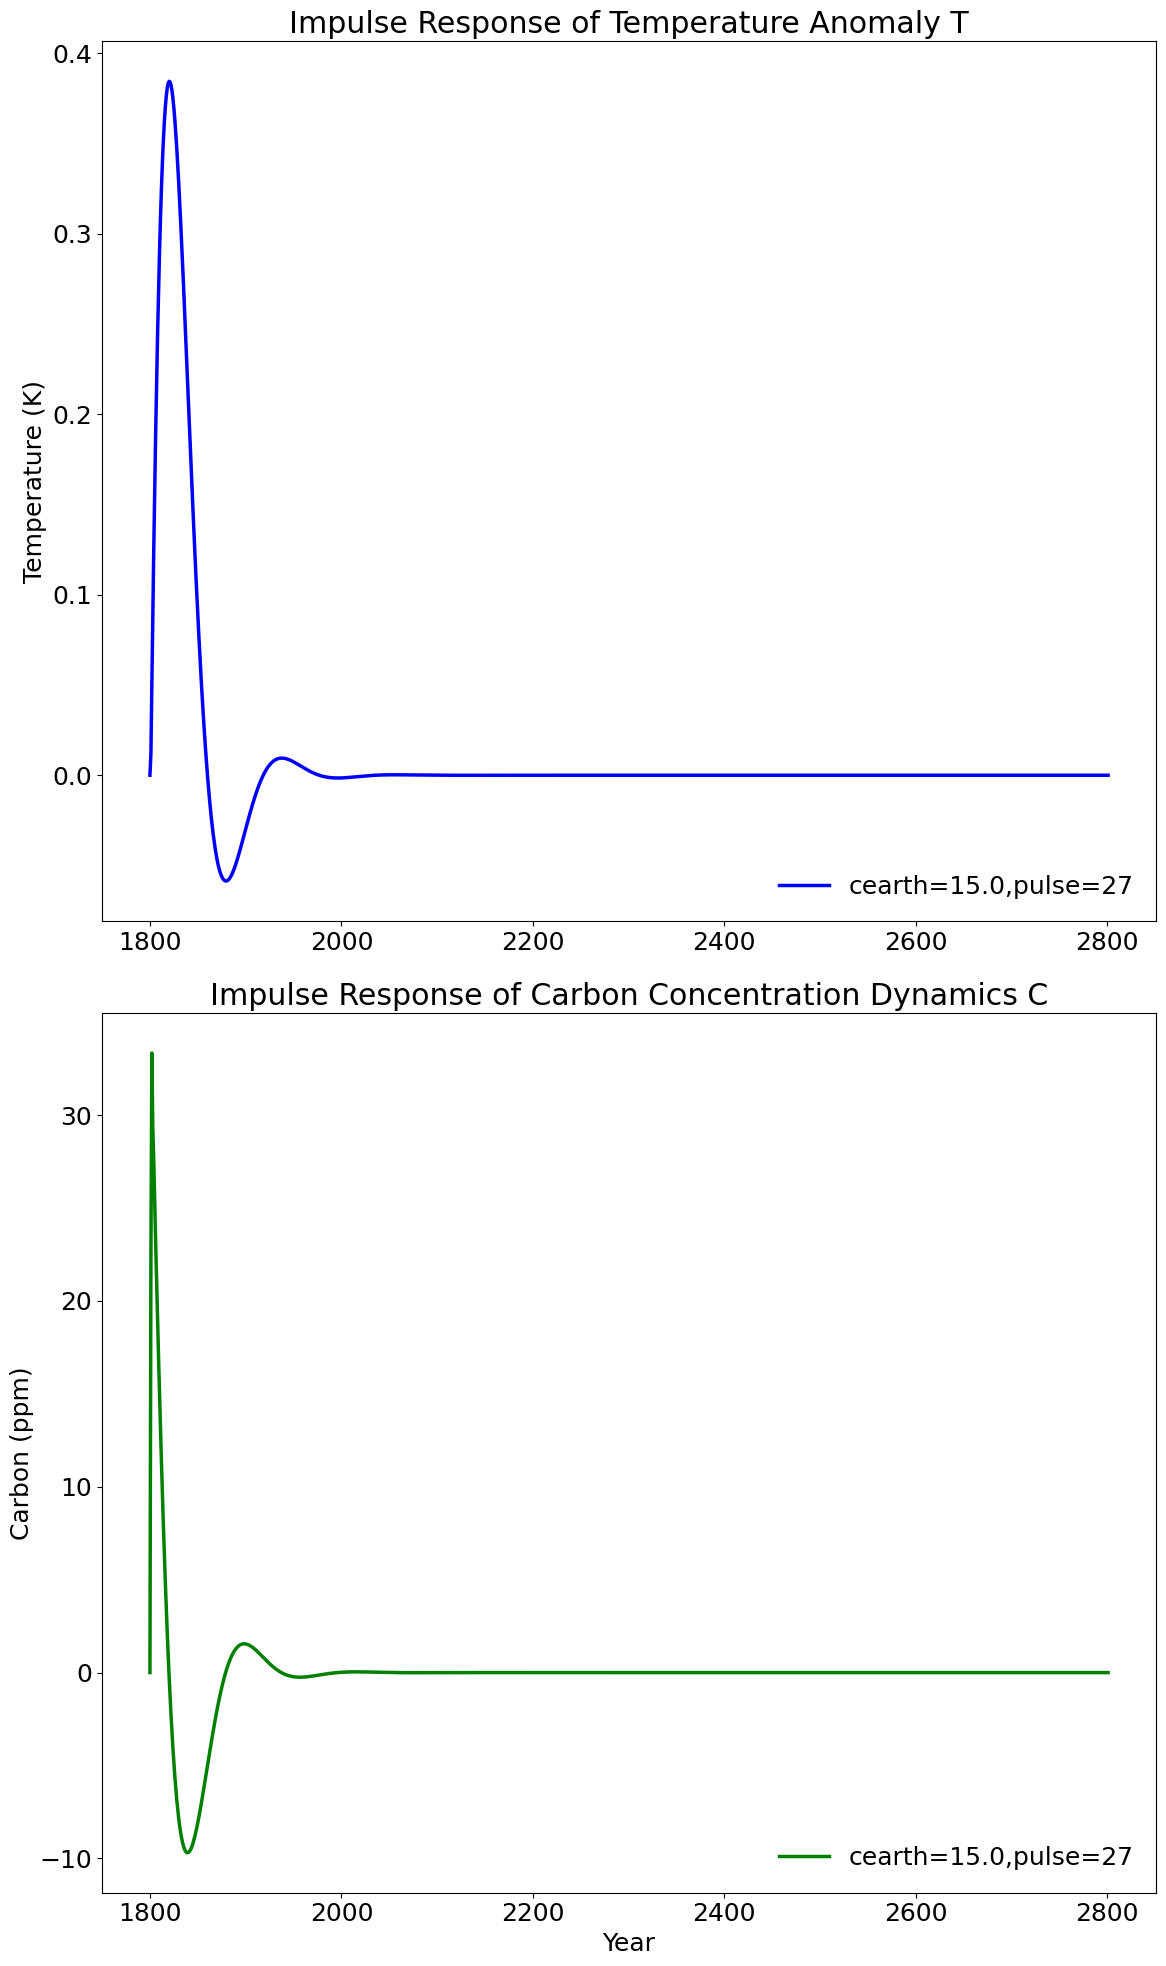 Impulse Response of Temperature Anomaly T
0.4
0.3
0.2
0.1
0.0
Temperature (K)
cearth=15.0,pulse=27
1800 2000 2200 2400 2600 2800
Impulse Response of Carbon Concentration Dynamics C
30
20
10
0
−10
Carbon (ppm)
cearth=15.0,pulse=27
1800 2000 2200 2400 2600 2800
Year